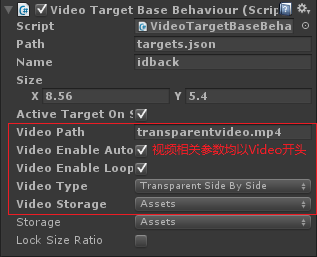 Video Target Base Behaviour (Scri
Script VideoTargetBaseBeha
Path targets.json
Name idback
Size
X 8.56 Y 5.4
Active Target On S
Video Path transparentvideo.mp4
Video Enable Auto 视频相关参数均以Video开头
Video Enable Loop
Video Type Transparent Side By Side
Video Storage Assets
Storage Assets
Lock Size Ratio